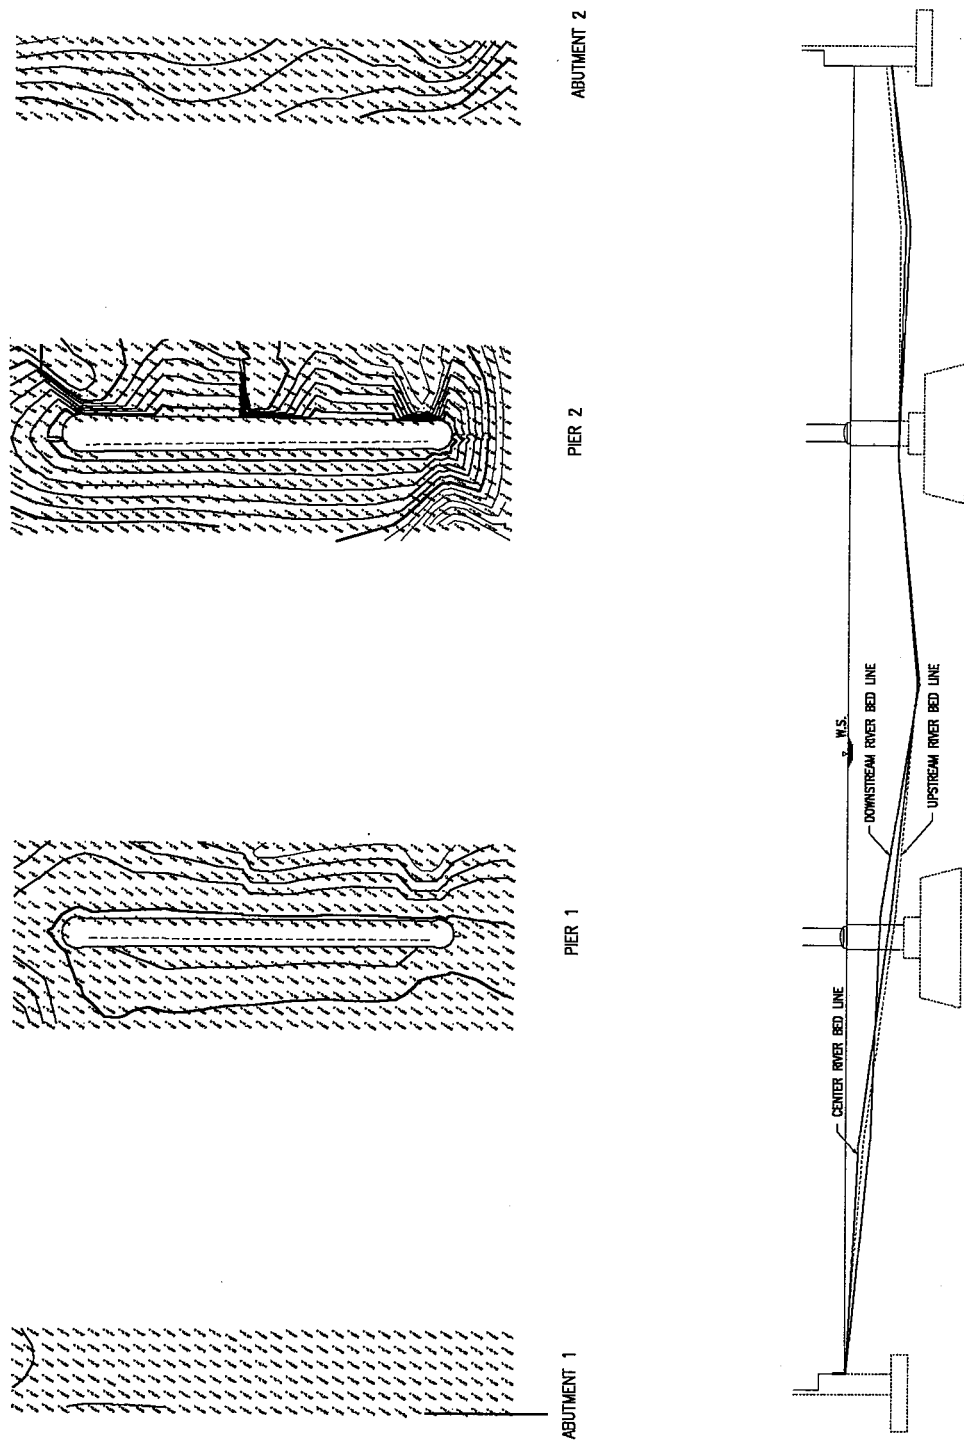 ABUTMENT 1
PIER 1
PIER 2
ABUTMENT 2
CENTER RIVER BED LINE
W.S.
DOWNSTREAM RIVER BED LINE
UPSTREAM RIVER BED LINE